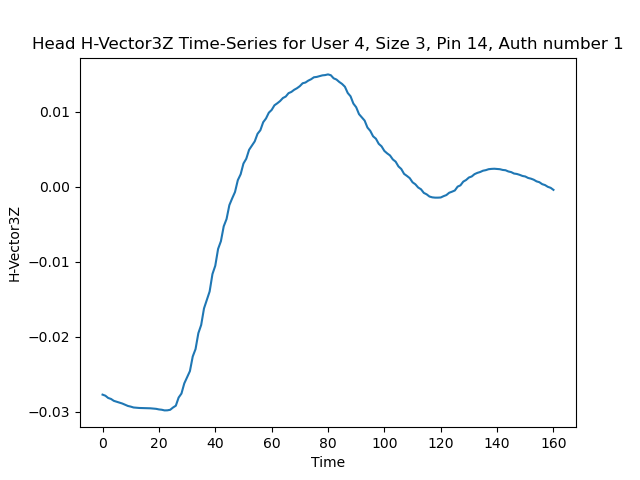 Head H-Vector3Z Time-Series for User 4, Size 3, Pin 14, Auth number 1
0.01
0.00
−0.01
−0.02
−0.03
H-Vector3Z
0 20 40 60 80 100 120 140 160
Time